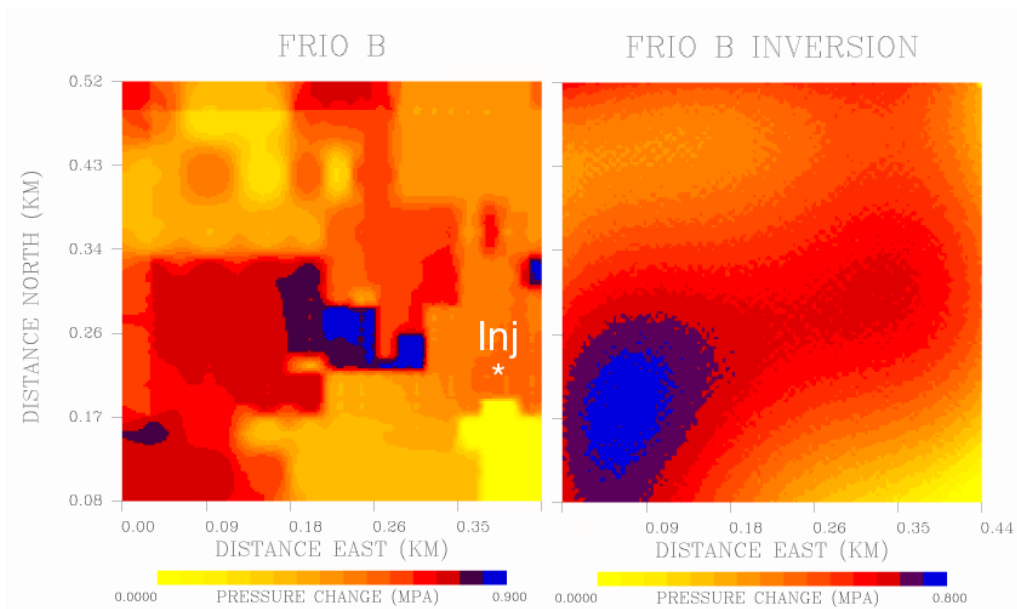 FRIO B
FRIO B INVERSION
DISTANCE NORTH (KM)
0.52
0.43
0.34
0.26
0.17
0.08
Inj
*
0.00 0.09 0.18 0.26 0.35
DISTANCE EAST (KM)
0.09 0.18 0.26 0.35 0.44
DISTANCE EAST (KM)
0.0000 PRESSURE CHANGE (MPA) 0.900
0.0000 PRESSURE CHANGE (MPA) 0.800